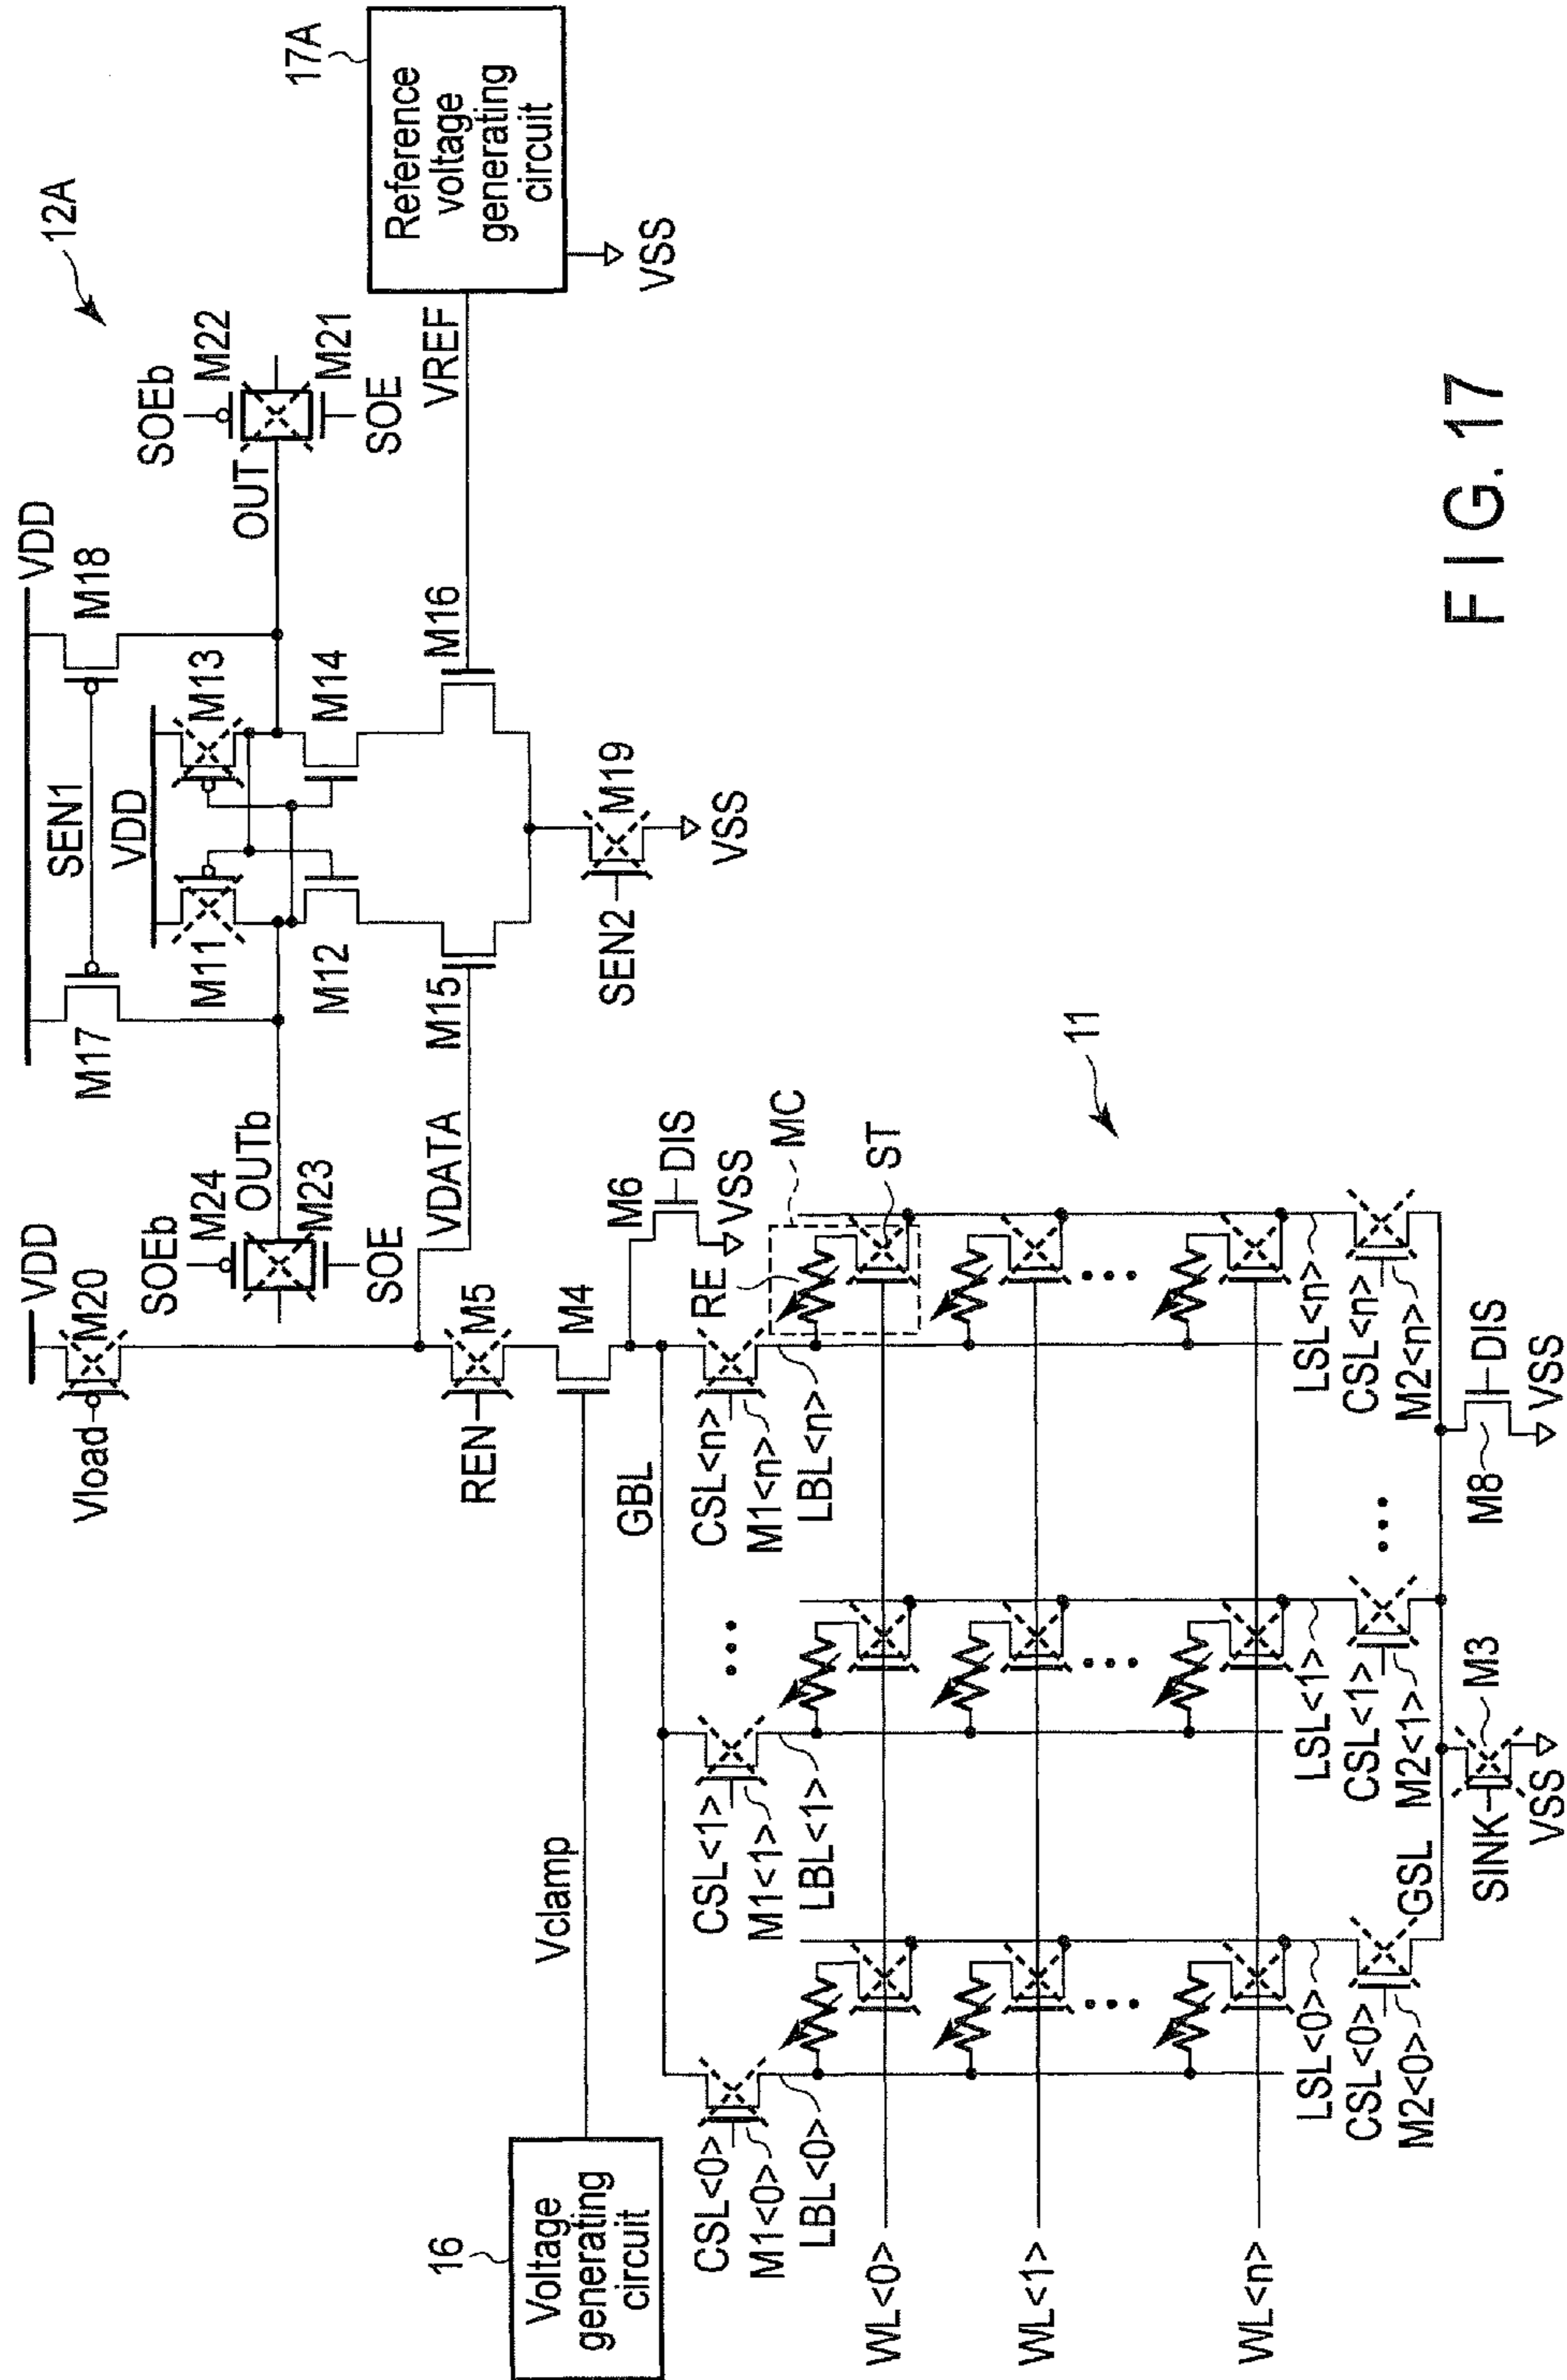 12A
VDD
VDD
SEN1
M17
M18
VDD
M11
M13
M12
M14
OUTb
OUT
SOEb
M24
M23
SOE
SOEb
M22
M21
SOE
Vload
M20
VDATA
M15
M16
VREF
17A
Reference
voltage
generating
circuit
VSS
SEN2
M19
VSS
REN
M5
M4
M6
DIS
VSS
16
Voltage
generating
circuit
Vclamp
GBL
11
CSL<0>
M1<0>
LBL<0>
CSL<1>
M1<1>
LBL<1>
CSL<n>
M1<n>
LBL<n>
RE
MC
ST
WL<0>
WL<1>
WL<n>
LSL<0>
CSL<0>
M2<0>
LSL<1>
CSL<1>
M2<1>
LSL<n>
CSL<n>
M2<n>
GSL
SINK
M3
VSS
M8
DIS
VSS
FIG. 17